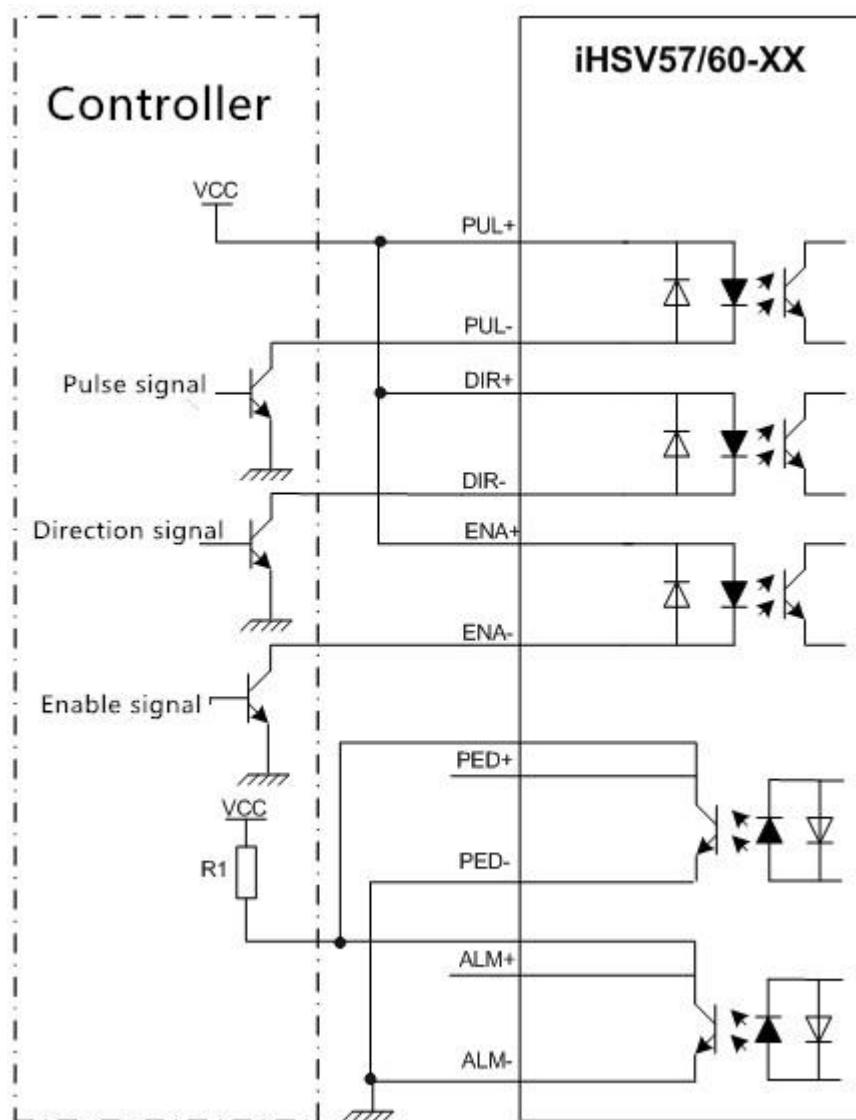 iHSV57/60-XX
Controller
VCC
PUL+
PUL-
Pulse signal
DIR+
DIR-
Direction signal
ENA+
ENA-
Enable signal
PED+
VCC
R1
PED-
ALM+
ALM-